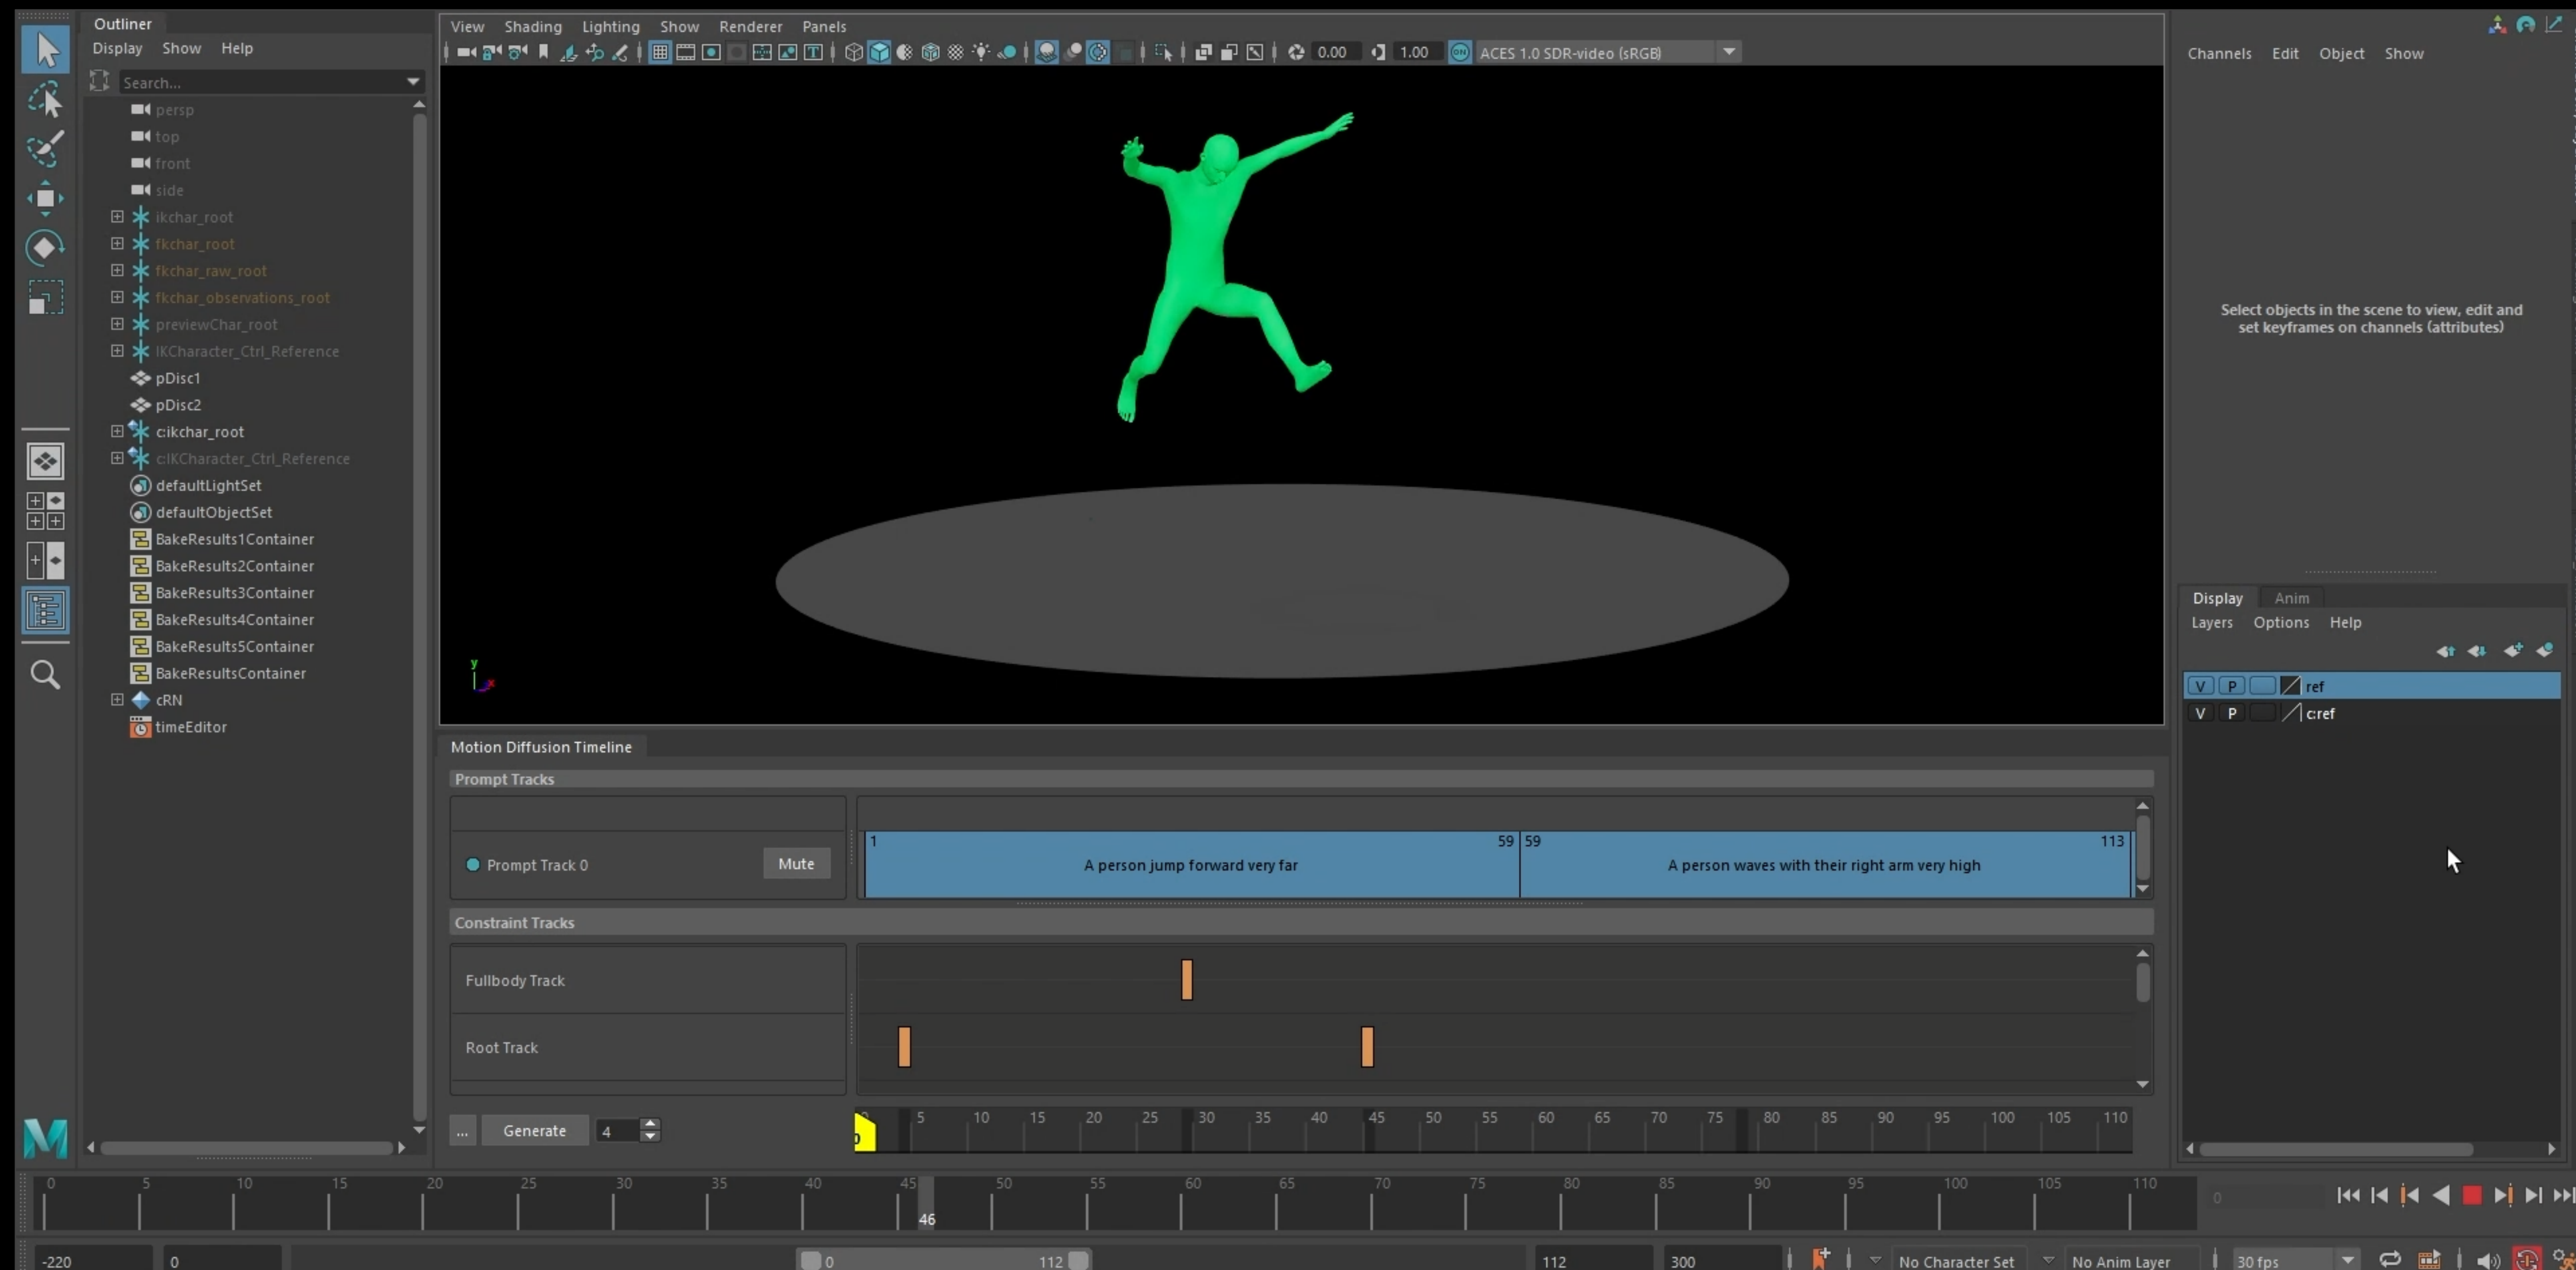 Outliner
Display Show Help
Search...
persp
top
front
side
ikchar_root
fkchar_root
fkchar_raw_root
fkchar_observations_root
previewChar_root
IKCharacter_Ctrl_Reference
pDisc1
pDisc2
c:ikchar_root
c:IKCharacter_Ctrl_Reference
defaultLightSet
defaultObjectSet
BakeResults1Container
BakeResults2Container
BakeResults3Container
BakeResults4Container
BakeResults5Container
BakeResultsContainer
cRN
timeEditor
View Shading Lighting Show Renderer Panels
0.00 1.00 ON ACES 1.0 SDR-video (sRGB)
y
x
Channels Edit Object Show
Select objects in the scene to view, edit and
set keyframes on channels (attributes)
Display Anim
Layers Options Help
V P ref
V P c:ref
Motion Diffusion Timeline
Prompt Tracks
Prompt Track 0 Mute
1 59 59 113
A person jump forward very far A person waves with their right arm very high
Constraint Tracks
Fullbody Track
Root Track
... Generate 4
0 5 10 15 20 25 30 35 40 45 50 55 60 65 70 75 80 85 90 95 100 105 110
M
0 5 10 15 20 25 30 35 40 45 50 55 60 65 70 75 80 85 90 95 100 105 110
46
0
-220 0 0 112 112 300 No Character Set No Anim Layer 30 fps